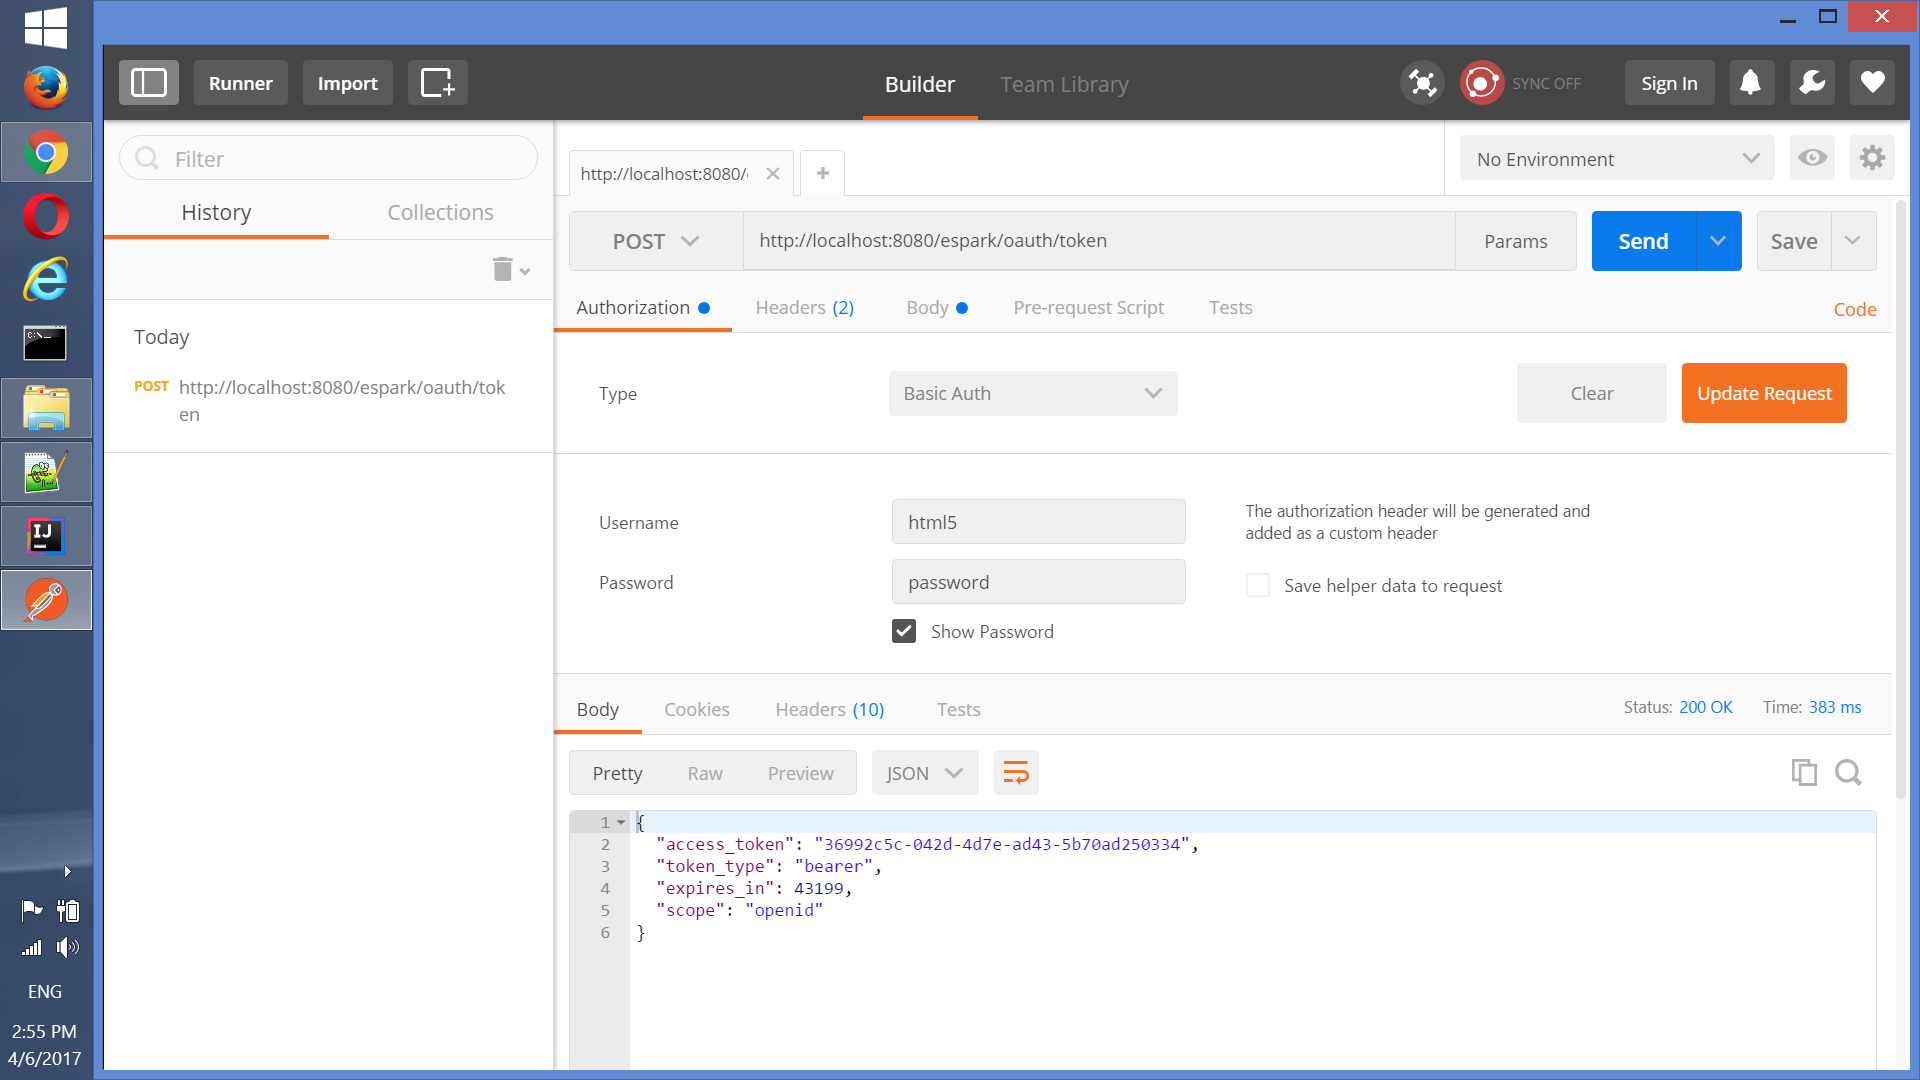 Runner
Import
Builder
Team Library
SYNC OFF
Sign In
Filter
History
Collections
Today
POST http://localhost:8080/espark/oauth/tok
en
http://localhost:8080/
No Environment
POST
http://localhost:8080/espark/oauth/token
Params
Send
Save
Authorization
Headers (2)
Body
Pre-request Script
Tests
Code
Type
Basic Auth
Clear
Update Request
Username
html5
The authorization header will be generated and
added as a custom header
Password
password
Save helper data to request
Show Password
Body
Cookies
Headers (10)
Tests
Status: 200 OK
Time: 383 ms
Pretty
Raw
Preview
JSON
1 {
2 "access_token": "36992c5c-042d-4d7e-ad43-5b70ad250334",
3 "token_type": "bearer",
4 "expires_in": 43199,
5 "scope": "openid"
6 }
C:\_
IJ
ENG
2:55 PM
4/6/2017